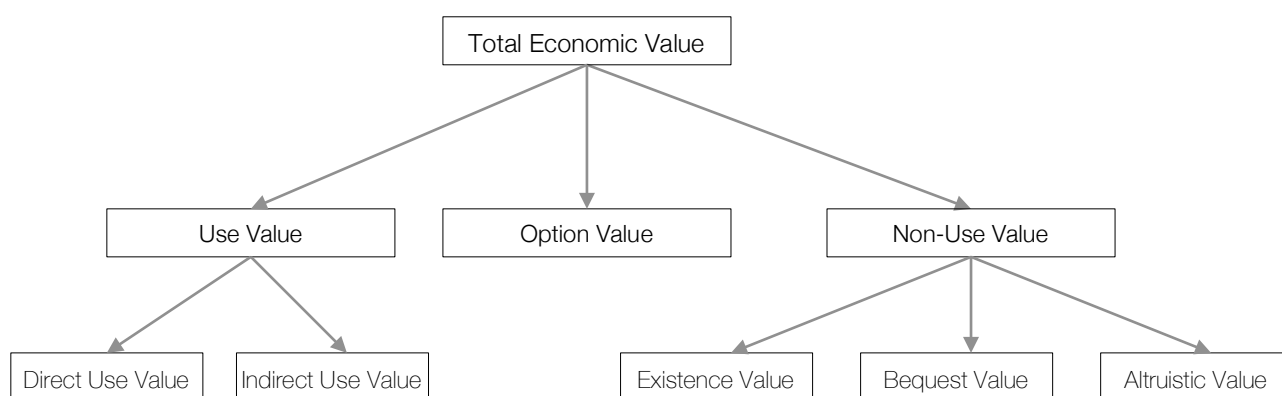 Total Economic Value
Use Value
Option Value
Non-Use Value
Direct Use Value
Indirect Use Value
Existence Value
Bequest Value
Altruistic Value